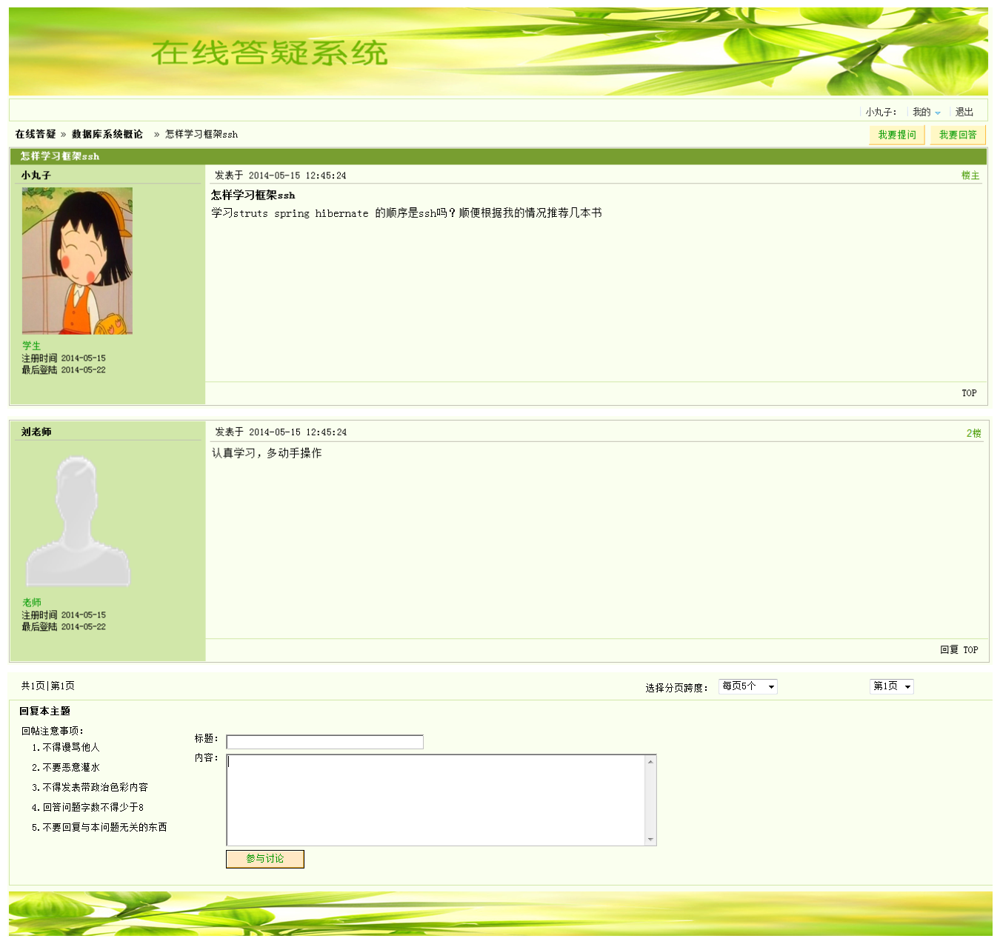 在线答疑系统
小丸子： 我的 退出
在线答疑 » 数据库系统概论 » 怎样学习框架ssh
我要提问 我要回答
怎样学习框架ssh
小丸子
发表于 2014-05-15 12:45:24
楼主
怎样学习框架ssh
学习struts spring hibernate 的顺序是ssh吗？顺便根据我的情况推荐几本书
学生
注册时间 2014-05-15
最后登陆 2014-05-22
TOP
刘老师
发表于 2014-05-15 12:45:24
2楼
认真学习，多动手操作
老师
注册时间 2014-05-15
最后登陆 2014-05-22
回复 TOP
共1页|第1页
选择分页跨度： 每页5个 第1页
回复本主题
回帖注意事项：
1.不得谩骂他人
2.不要恶意灌水
3.不得发表带政治色彩内容
4.回答问题字数不得少于8
5.不要回复与本问题无关的东西
标题：
内容：
参与讨论